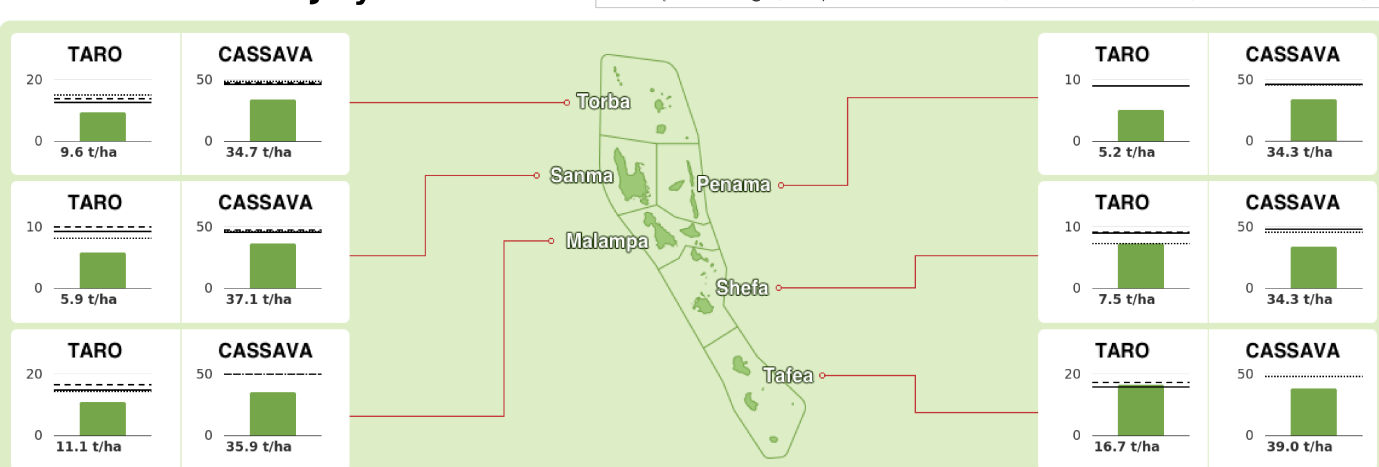 TARO CASSAVA
20
0
9.6 t/ha
50
0
34.7 t/ha
TARO CASSAVA
10
0
5.9 t/ha
50
0
37.1 t/ha
TARO CASSAVA
20
0
11.1 t/ha
50
0
35.9 t/ha
Torba
Sanma
Penama
Malampa
Shefa
Tafea
TARO CASSAVA
10
0
5.2 t/ha
50
0
34.3 t/ha
TARO CASSAVA
10
0
7.5 t/ha
50
0
34.3 t/ha
TARO CASSAVA
20
0
16.7 t/ha
50
0
39.0 t/ha